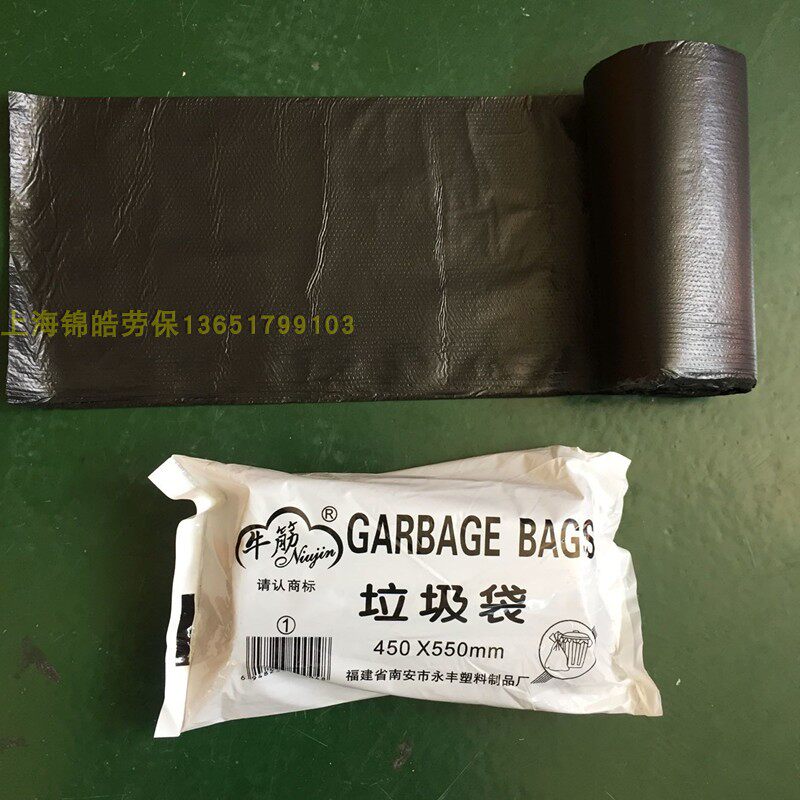 上海锦皓劳保13651799103
牛筋®
Niujin
GARBAGE BAGS
请认商标
垃圾袋
①
450 X550mm
福建省南安市永丰塑料制品厂